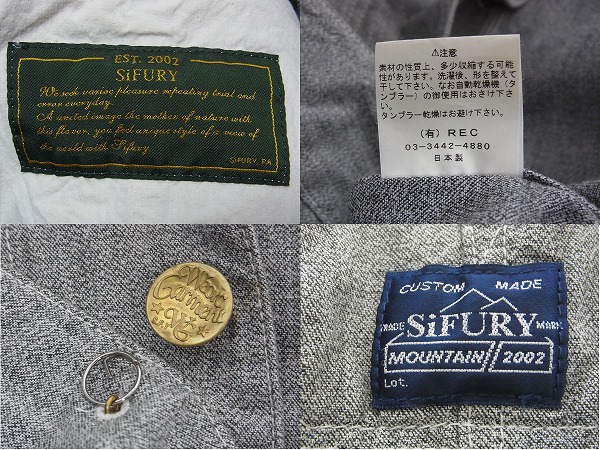 EST. 2002
SiFURY
We seek varioc pleasure repeating trial and
error everyday.
A united image the mother of nature with
this flavor, you feel unique style of a view of
the world with Sifury.
SiFURY, PA
⚠注意
素材の性質上、多少収縮する可能
性があります。洗濯後、形を整えて
干して下さい。なお自動乾燥機(タ
ンブラー)の御使用はおさけ下さ
い。
タンブラー乾燥はお避け下さい。
(有) REC
03-3442-4880
日本製
Wear
Garment
CUSTOM MADE
TRADE SiFURY MARK
MOUNTAIN 2002
Lot.